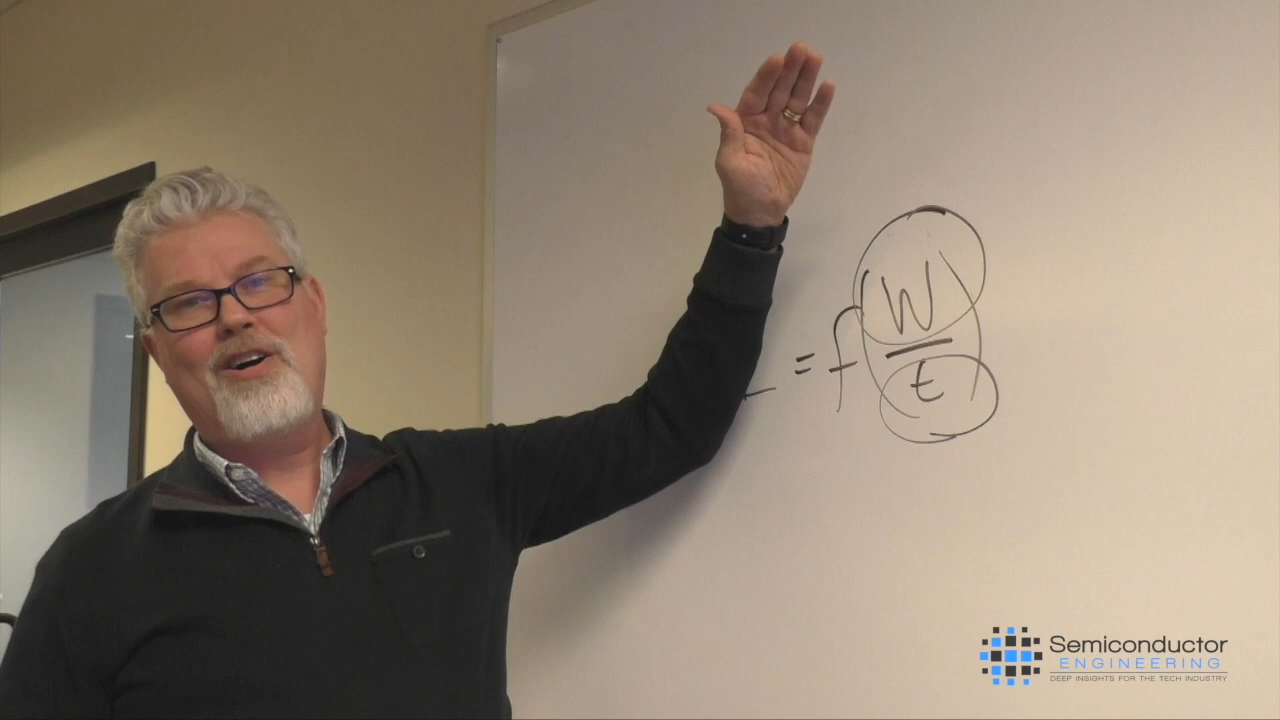 = f(W/t)
Semiconductor
ENGINEERING
DEEP INSIGHTS FOR THE TECH INDUSTRY